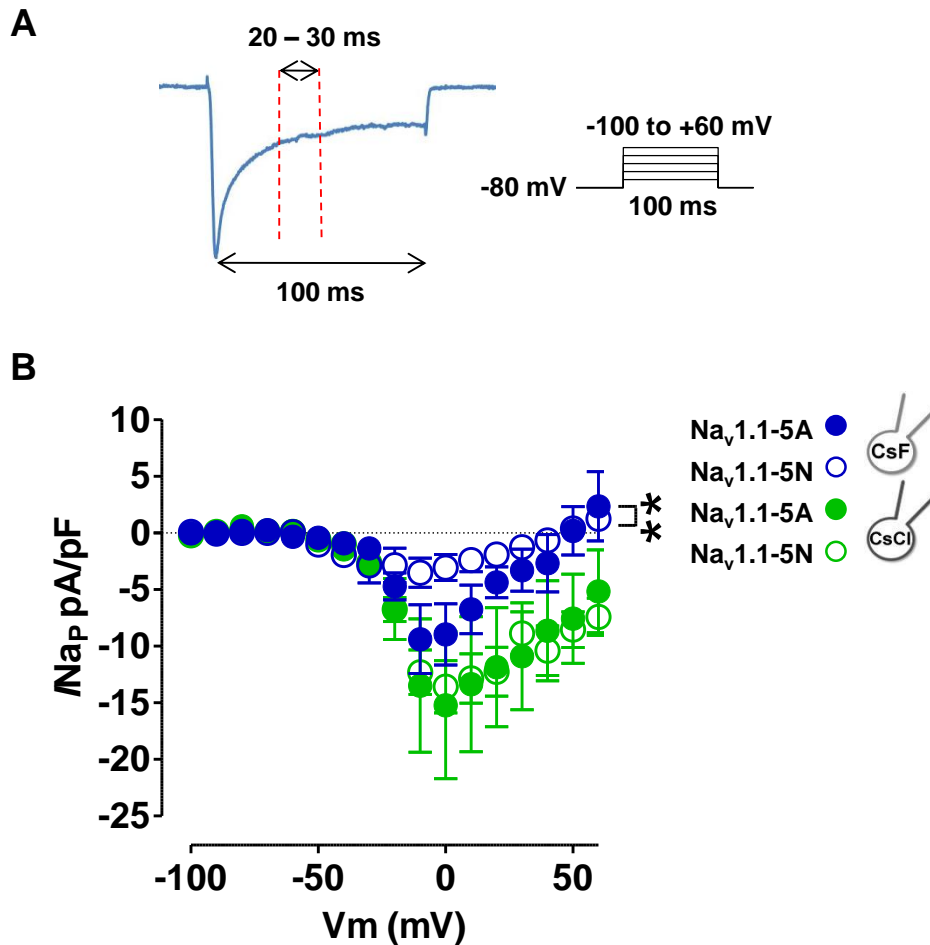 A
20 – 30 ms
-100 to +60 mV
-80 mV
100 ms
100 ms
B
10
5
0
-5
-10
-15
-20
-25
INaP pA/pF
-100
-50
0
50
Vm (mV)
* *
Nav1.1-5A
Nav1.1-5N
Nav1.1-5A
Nav1.1-5N
CsF
CsCl